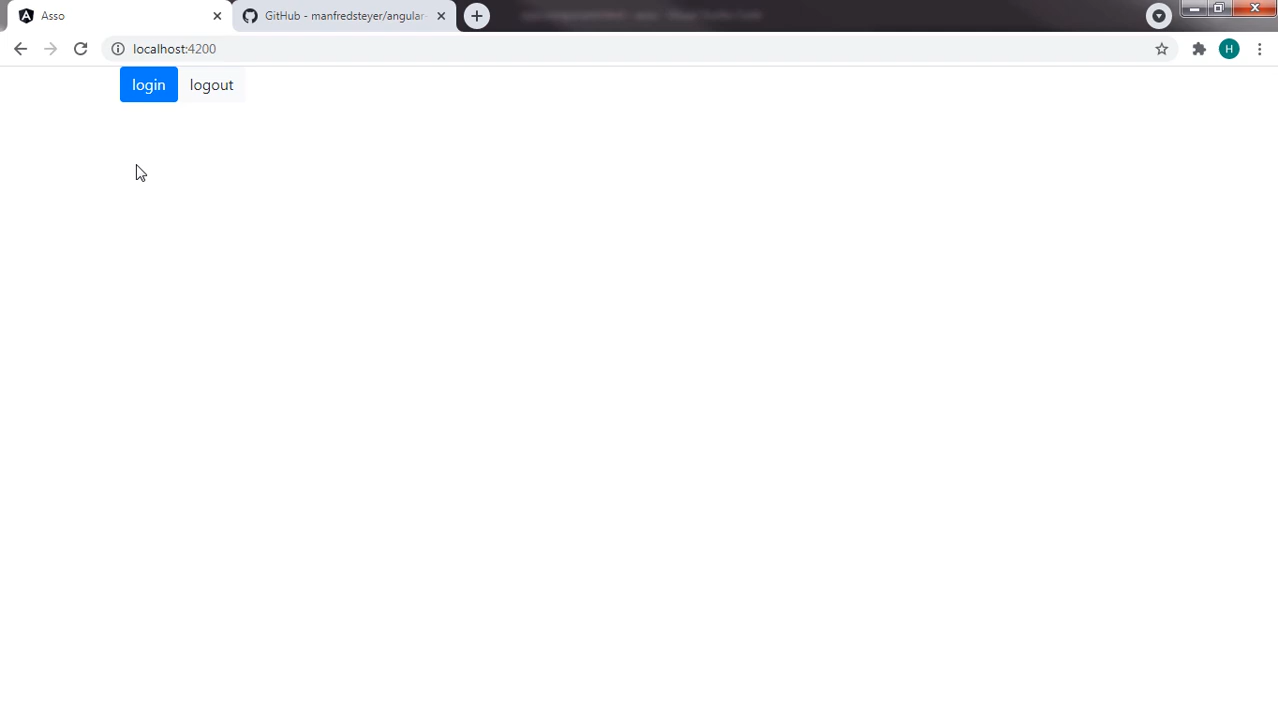 Asso
GitHub - manfredsteyer/angular-
H
localhost:4200
login logout